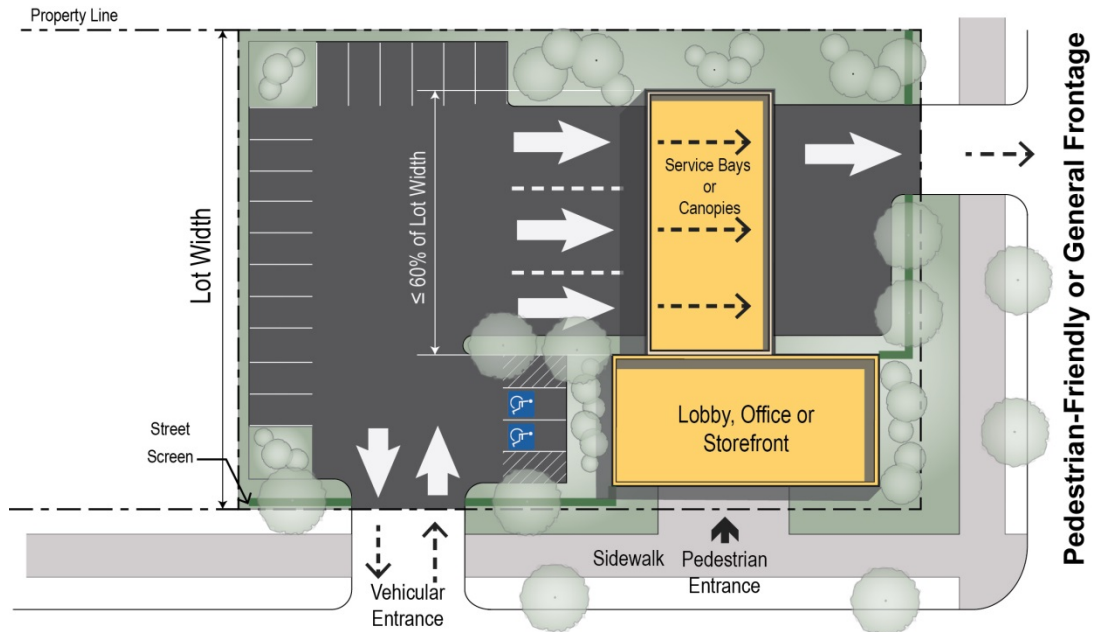 Property Line
Lot Width
≤ 60% of Lot Width
Service Bays
or
Canopies
Pedestrian-Friendly or General Frontage
Lobby, Office or
Storefront
Street
Screen
Sidewalk
Pedestrian
Entrance
Vehicular
Entrance